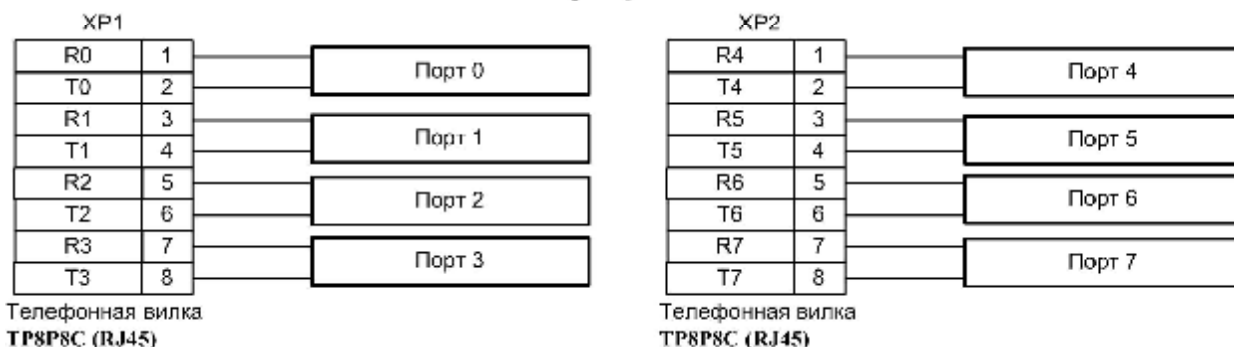 XP1
R0 1
T0 2
R1 3
T1 4
R2 5
T2 6
R3 7
T3 8
Порт 0
Порт 1
Порт 2
Порт 3
Телефонная вилка
TP8P8C (RJ45)
XP2
R4 1
T4 2
R5 3
T5 4
R6 5
T6 6
R7 7
T7 8
Порт 4
Порт 5
Порт 6
Порт 7
Телефонная вилка
TP8P8C (RJ45)